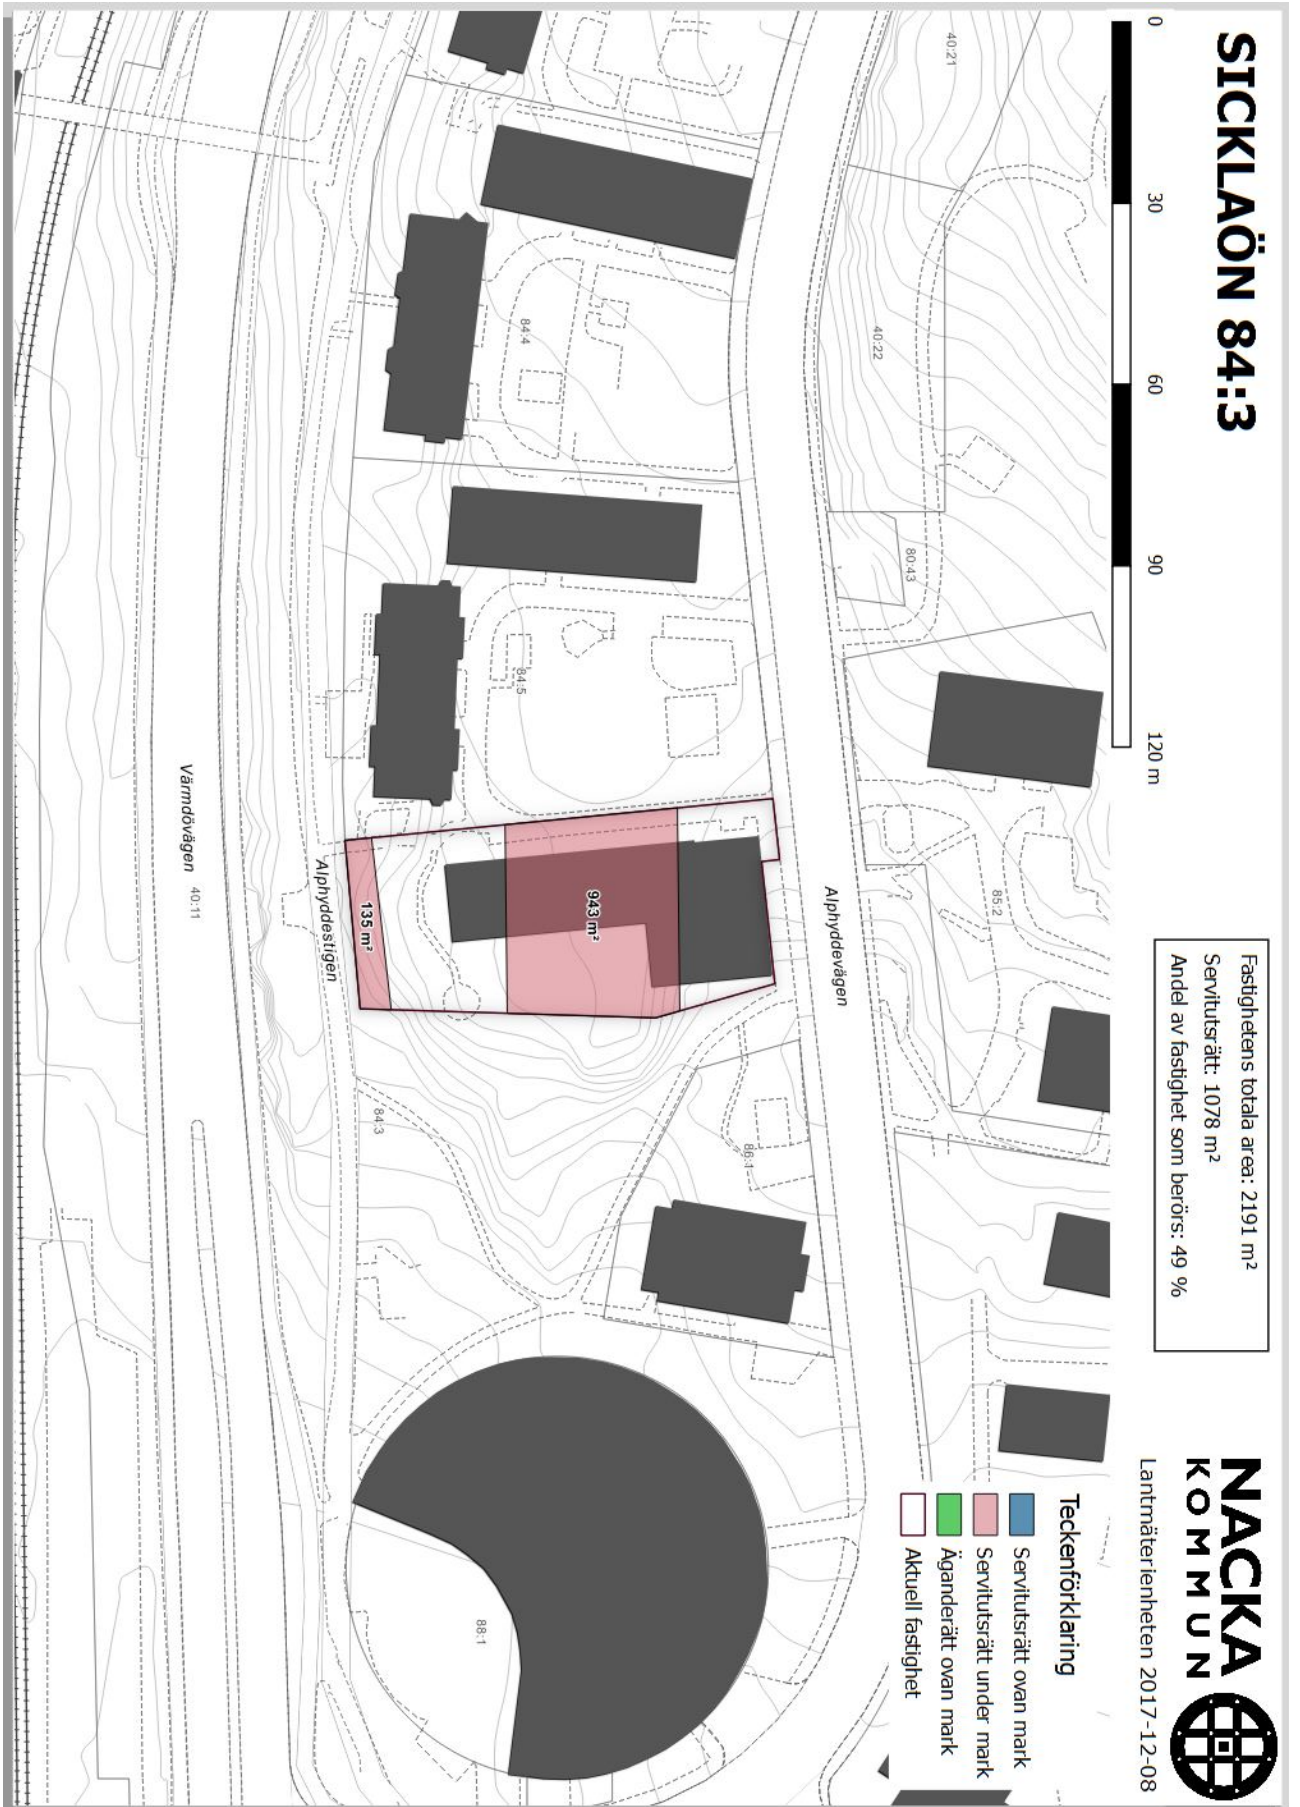 SICKLAÖN 84:3
0
30
60
90
120 m
Fastighetens totala area: 2191 m²
Servitutsrätt: 1078 m²
Andel av fastighet som berörs: 49 %
NACKA
KOMMUN
Lantmäterienheten 2017-12-08
Teckenförklaring
Servitutsrätt ovan mark
Servitutsrätt under mark
Äganderätt ovan mark
Aktuell fastighet
40:21
40:22
80:43
85:2
Alphyddevägen
84:4
84:5
943 m²
86:1
135 m²
84:3
88:1
Alphyddestigen
Värmdövägen
40:11